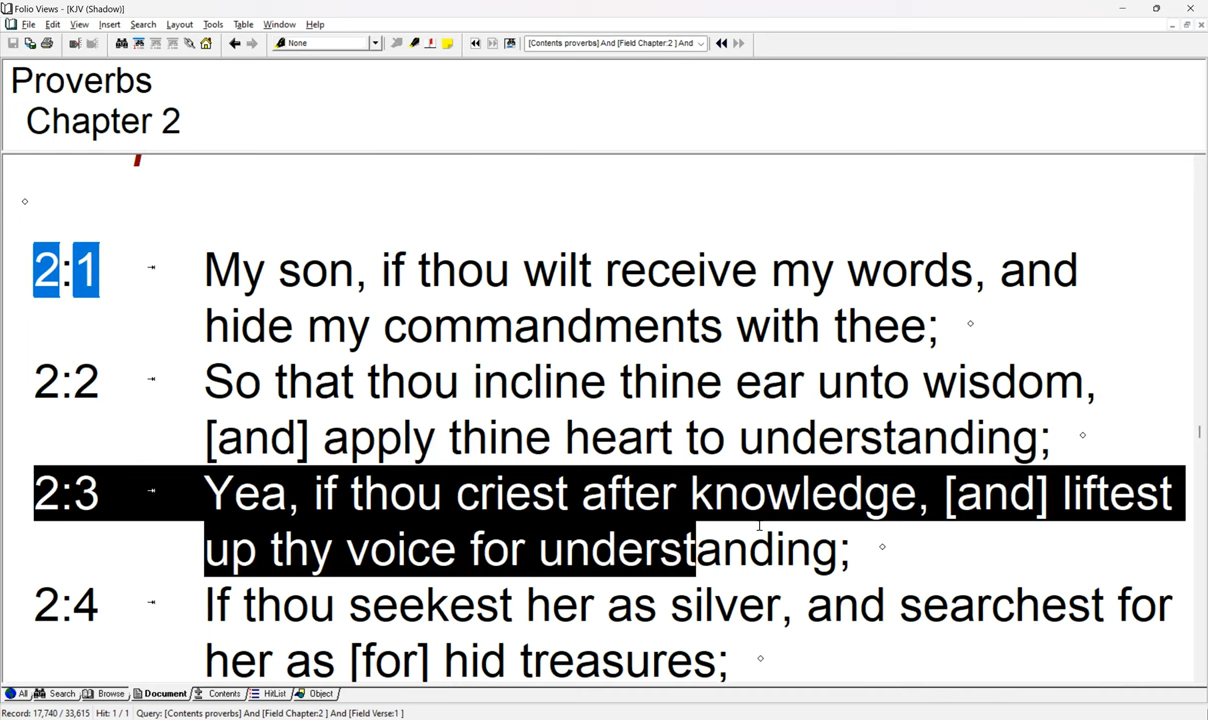 Folio Views - [KJV (Shadow)]
File Edit View Insert Search Layout Tools Table Window Help
None [Contents proverbs] And [Field Chapter:2 ] And
Proverbs
Chapter 2
2:1 My son, if thou wilt receive my words, and
hide my commandments with thee;
2:2 So that thou incline thine ear unto wisdom,
[and] apply thine heart to understanding;
2:3 Yea, if thou criest after knowledge, [and] liftest
up thy voice for understanding;
2:4 If thou seekest her as silver, and searchest for
her as [for] hid treasures;
All Search Browse Document Contents HitList Object
Record: 17,740 / 33,615 Hit: 1 / 1 Query: [Contents proverbs] And [Field Chapter:2 ] And [Field Verse:1 ]